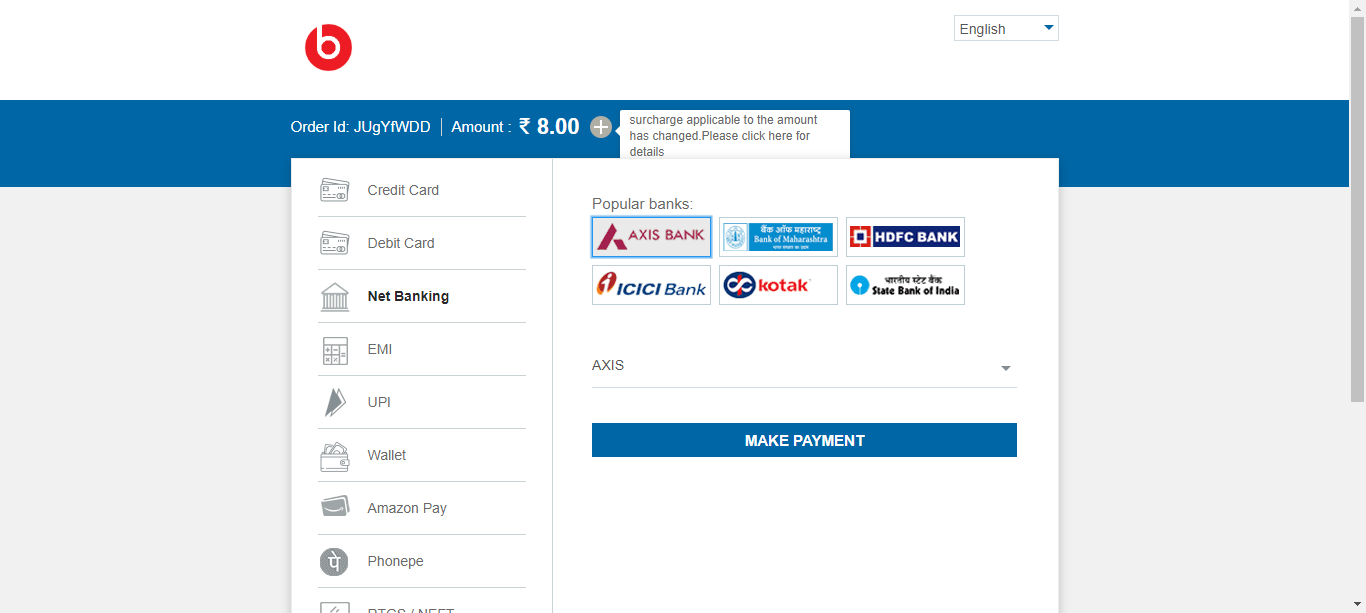 b
English
Order Id: JUgYfWDD
Amount : ₹ 8.00
surcharge applicable to the amount
has changed.Please click here for
details
Credit Card
Debit Card
Net Banking
EMI
UPI
Wallet
Amazon Pay
पे
Phonepe
RTGS / NEFT
Popular banks:
AXIS BANK
बैंक ऑफ महाराष्ट्र
Bank of Maharashtra
HDFC BANK
ICICI Bank
kotak
भारतीय स्टेट बैंक
State Bank of India
AXIS
MAKE PAYMENT